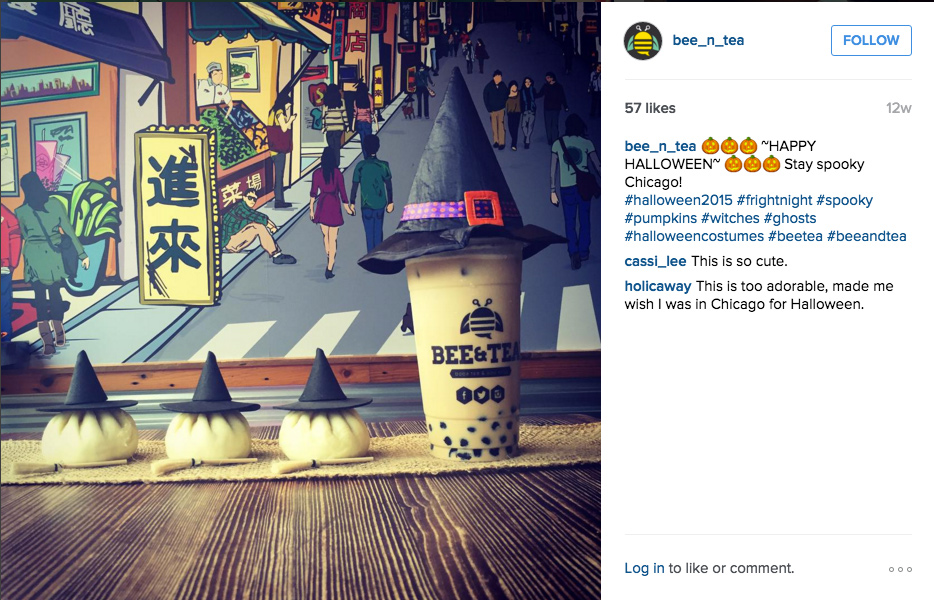 廳
商
店
進
來
菜場
BEE&TEA
bee_n_tea
FOLLOW
57 likes
12w
bee_n_tea 🎃🎃🎃 ~HAPPY
HALLOWEEN~ 🎃🎃🎃 Stay spooky
Chicago!
#halloween2015 #frightnight #spooky
#pumpkins #witches #ghosts
#halloweencostumes #beetea #beeandtea
cassi_lee This is so cute.
holicaway This is too adorable, made me
wish I was in Chicago for Halloween.
Log in to like or comment.